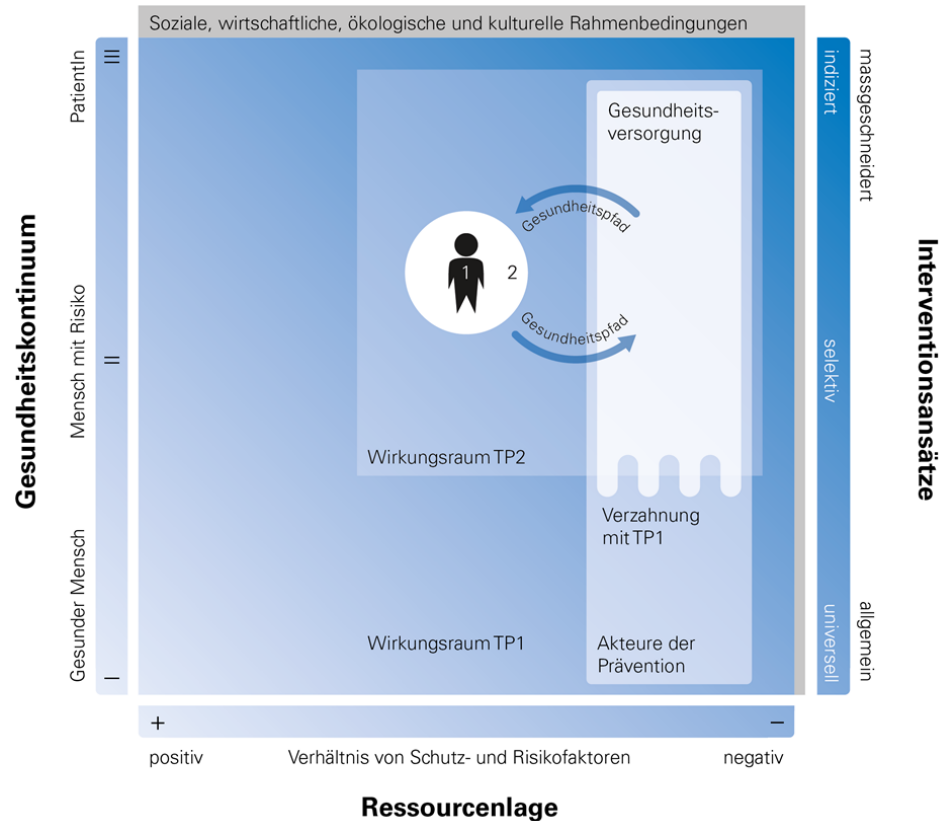 Soziale, wirtschaftliche, ökologische und kulturelle Rahmenbedingungen
Gesundheitskontinuum
PatientIn
Mensch mit Risiko
Gesunder Mensch
III
II
I
Gesundheits-
versorgung
Gesundheitspfad
1 2
Gesundheitspfad
Wirkungsraum TP2
Verzahnung
mit TP1
Wirkungsraum TP1
Akteure der
Prävention
indiziert
selektiv
universell
massgeschneidert
allgemein
Interventionsansätze
+ –
positiv
Verhältnis von Schutz- und Risikofaktoren
negativ
Ressourcenlage